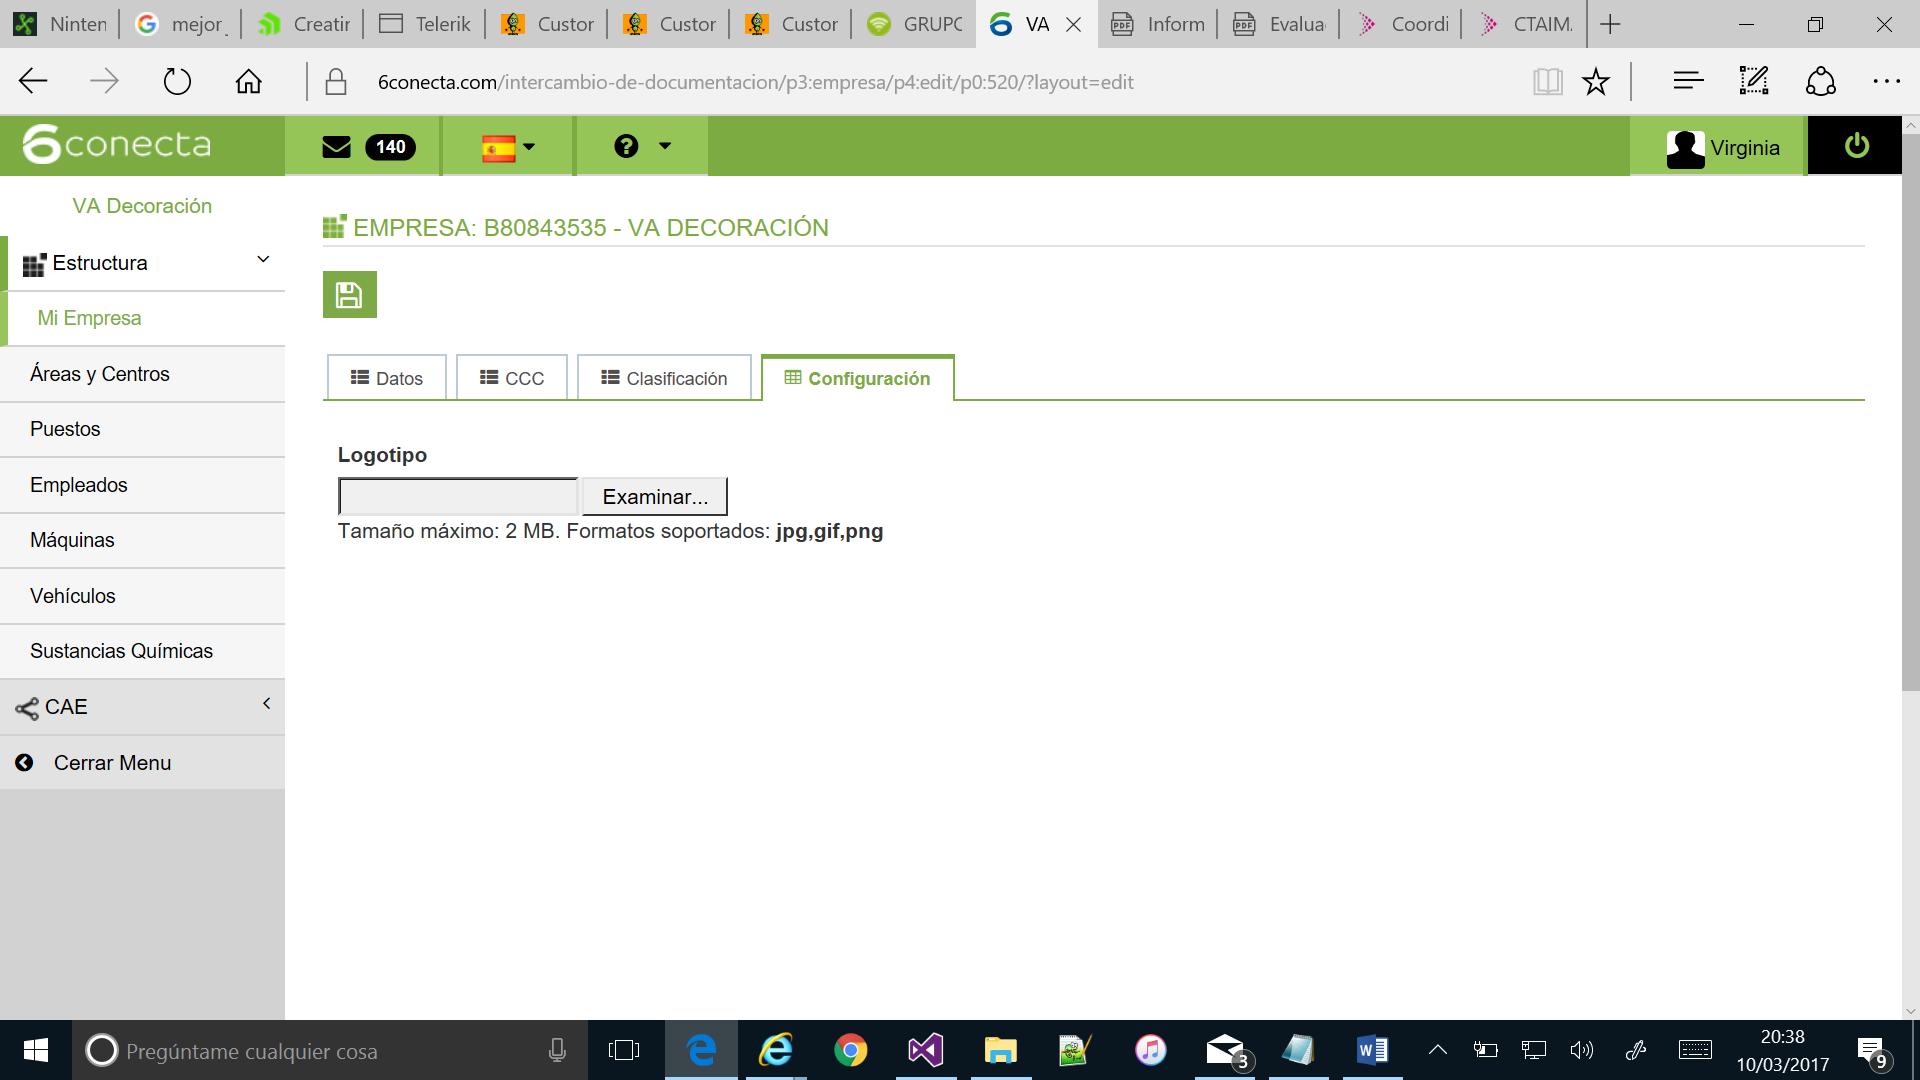 Ninten
mejor
Creatin
Telerik
Custor
Custor
Custor
GRUPO
VA
Inform
Evalua
Coordi
CTAIM
6conecta.com/intercambio-de-documentacion/p3:empresa/p4:edit/p0:520/?layout=edit
6conecta
140
Virginia
VA Decoración
Estructura
Mi Empresa
Áreas y Centros
Puestos
Empleados
Máquinas
Vehículos
Sustancias Químicas
CAE
Cerrar Menu
EMPRESA: B80843535 - VA DECORACIÓN
Datos
CCC
Clasificación
Configuración
Logotipo
Examinar...
Tamaño máximo: 2 MB. Formatos soportados: jpg,gif,png
Pregúntame cualquier cosa
3
20:38
10/03/2017
9